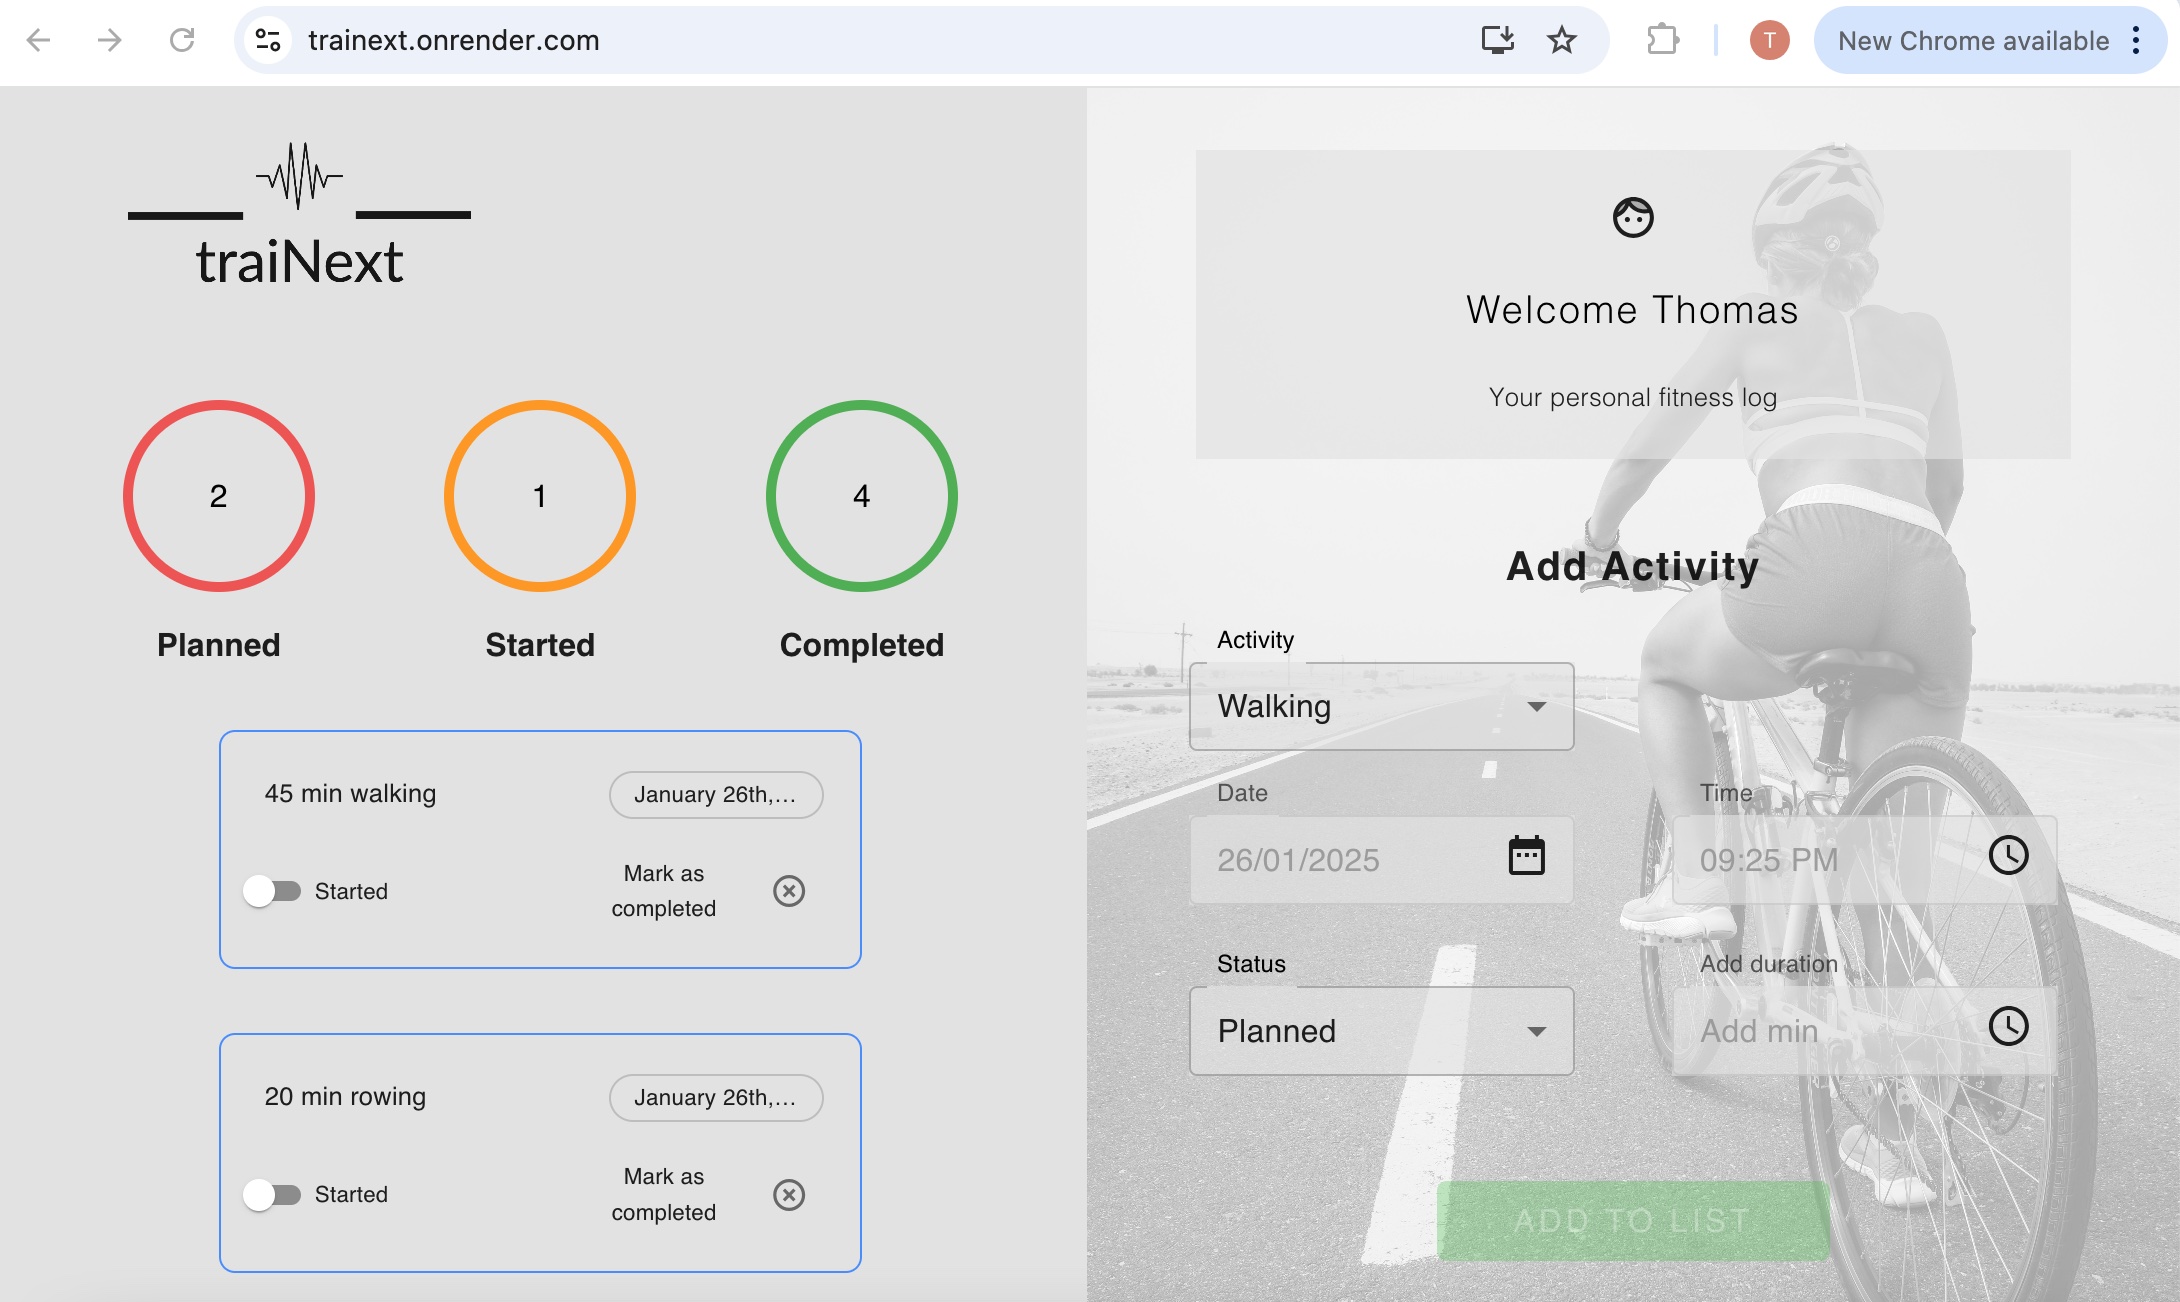 trainext.onrender.com
T
New Chrome available
traiNext
2
1
4
Planned
Started
Completed
45 min walking
January 26th,...
Started
Mark as
completed
20 min rowing
January 26th,...
Started
Mark as
completed
Welcome Thomas
Your personal fitness log
Add Activity
Activity
Walking
Date
26/01/2025
Time
09:25 PM
Status
Planned
Add duration
Add min
ADD TO LIST